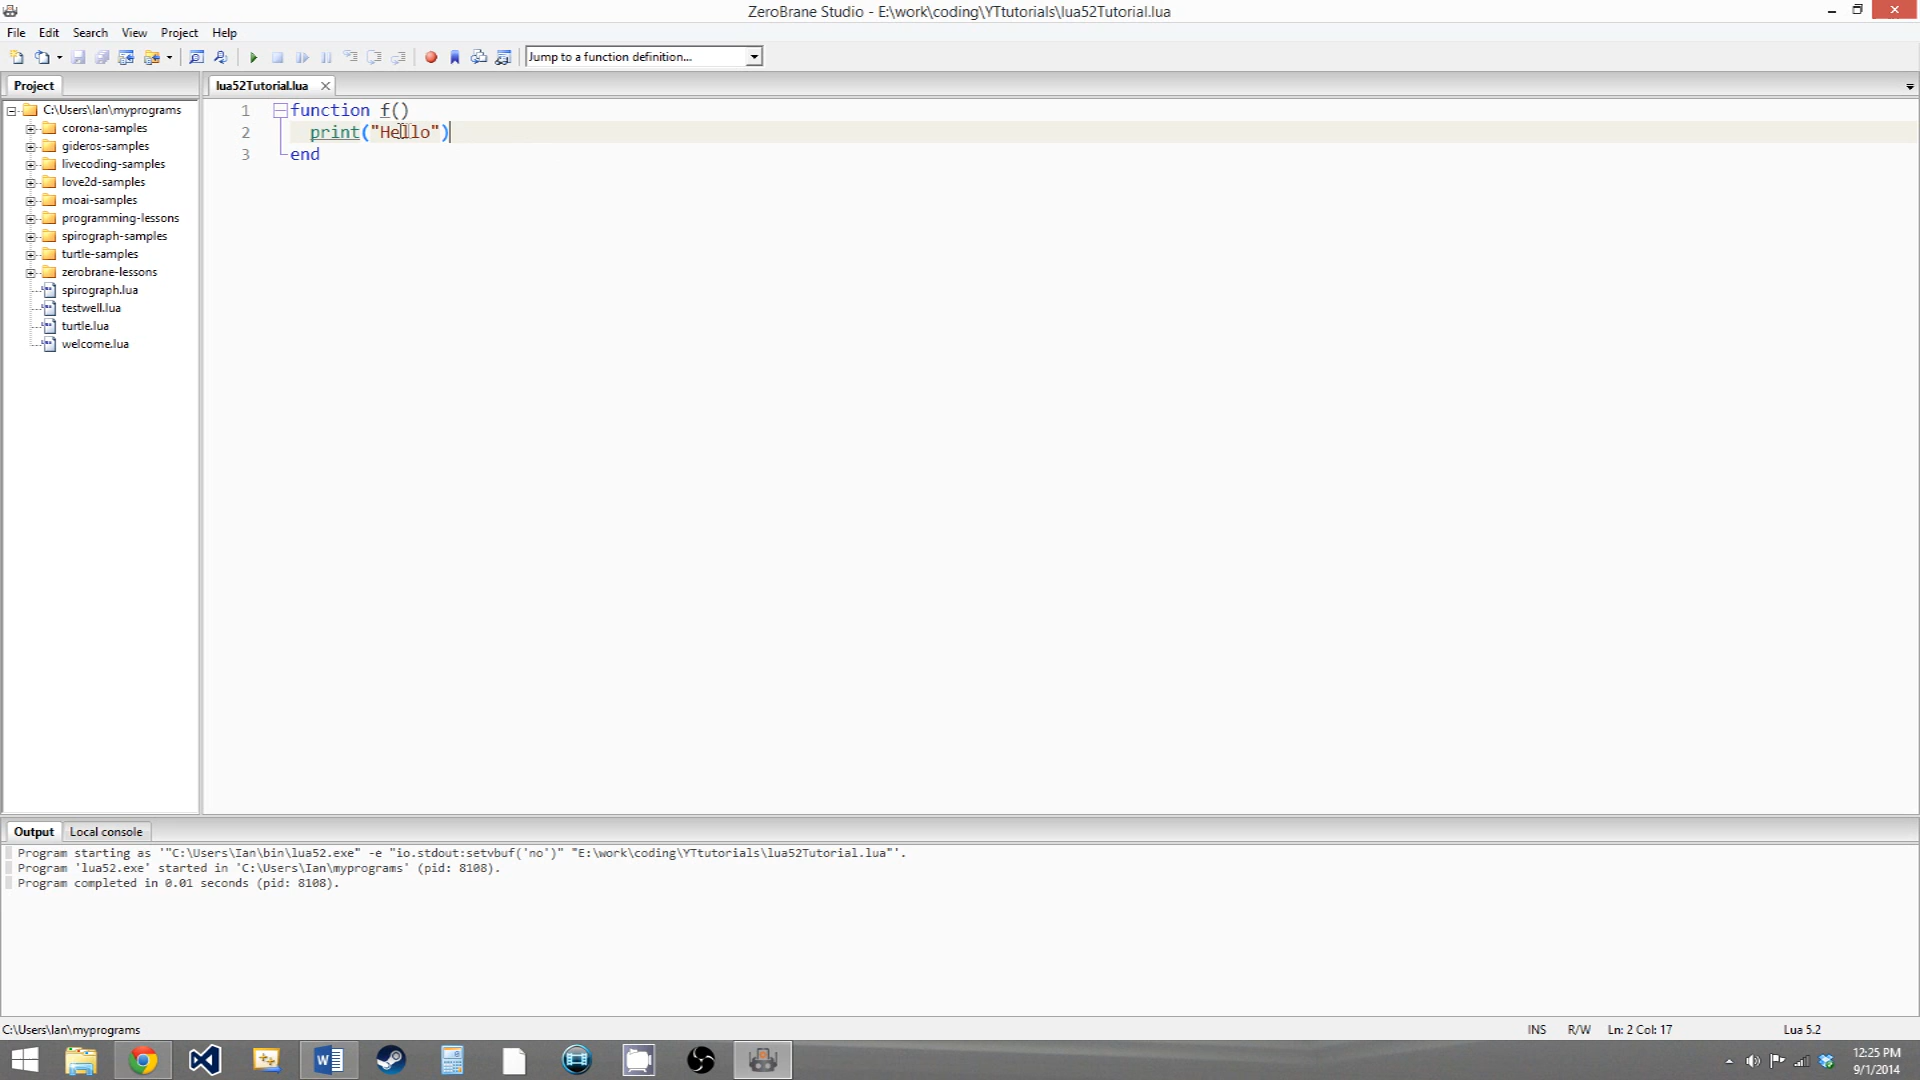 ZeroBrane Studio - E:\work\coding\YTtutorials\lua52Tutorial.lua
File Edit Search View Project Help
Jump to a function definition...
Project
lua52Tutorial.lua
C:\Users\Ian\myprograms
corona-samples
gideros-samples
livecoding-samples
love2d-samples
moai-samples
programming-lessons
spirograph-samples
turtle-samples
zerobrane-lessons
spirograph.lua
testwell.lua
turtle.lua
welcome.lua
1 function f()
2 print("Hello")
3 end
Output Local console
Program starting as '"C:\Users\Ian\bin\lua52.exe" -e "io.stdout:setvbuf('no')" "E:\work\coding\YTtutorials\lua52Tutorial.lua"'.
Program 'lua52.exe' started in 'C:\Users\Ian\myprograms' (pid: 8108).
Program completed in 0.01 seconds (pid: 8108).
C:\Users\Ian\myprograms INS R/W Ln: 2 Col: 17 Lua 5.2
12:25 PM
9/1/2014